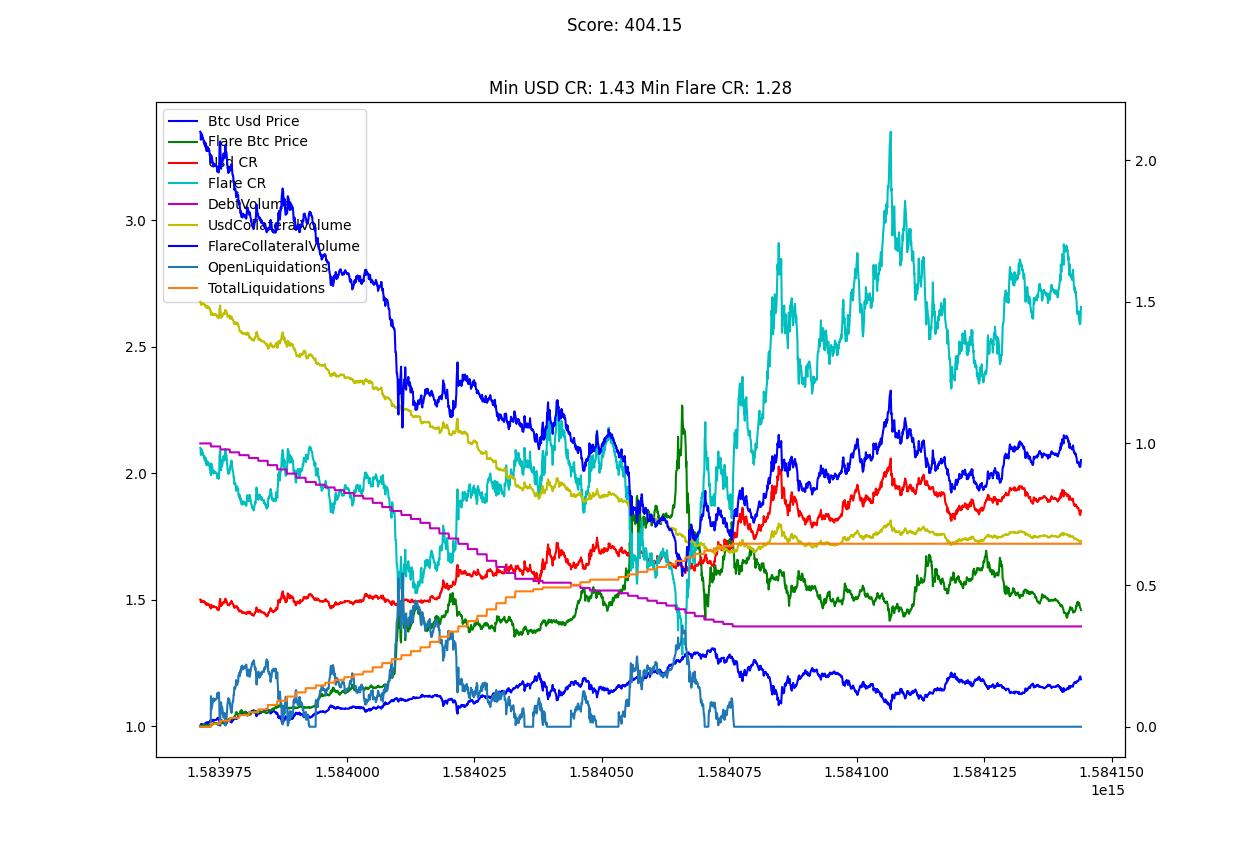 Score: 404.15
Min USD CR: 1.43 Min Flare CR: 1.28
Btc Usd Price
Flare Btc Price
Usd CR
Flare CR
DebtVolume
UsdCollateralVolume
FlareCollateralVolume
OpenLiquidations
TotalLiquidations
3.0
2.5
2.0
1.5
1.0
2.0
1.5
1.0
0.5
0.0
1.583975
1.584000
1.584025
1.584050
1.584075
1.584100
1.584125
1.584150
1e15